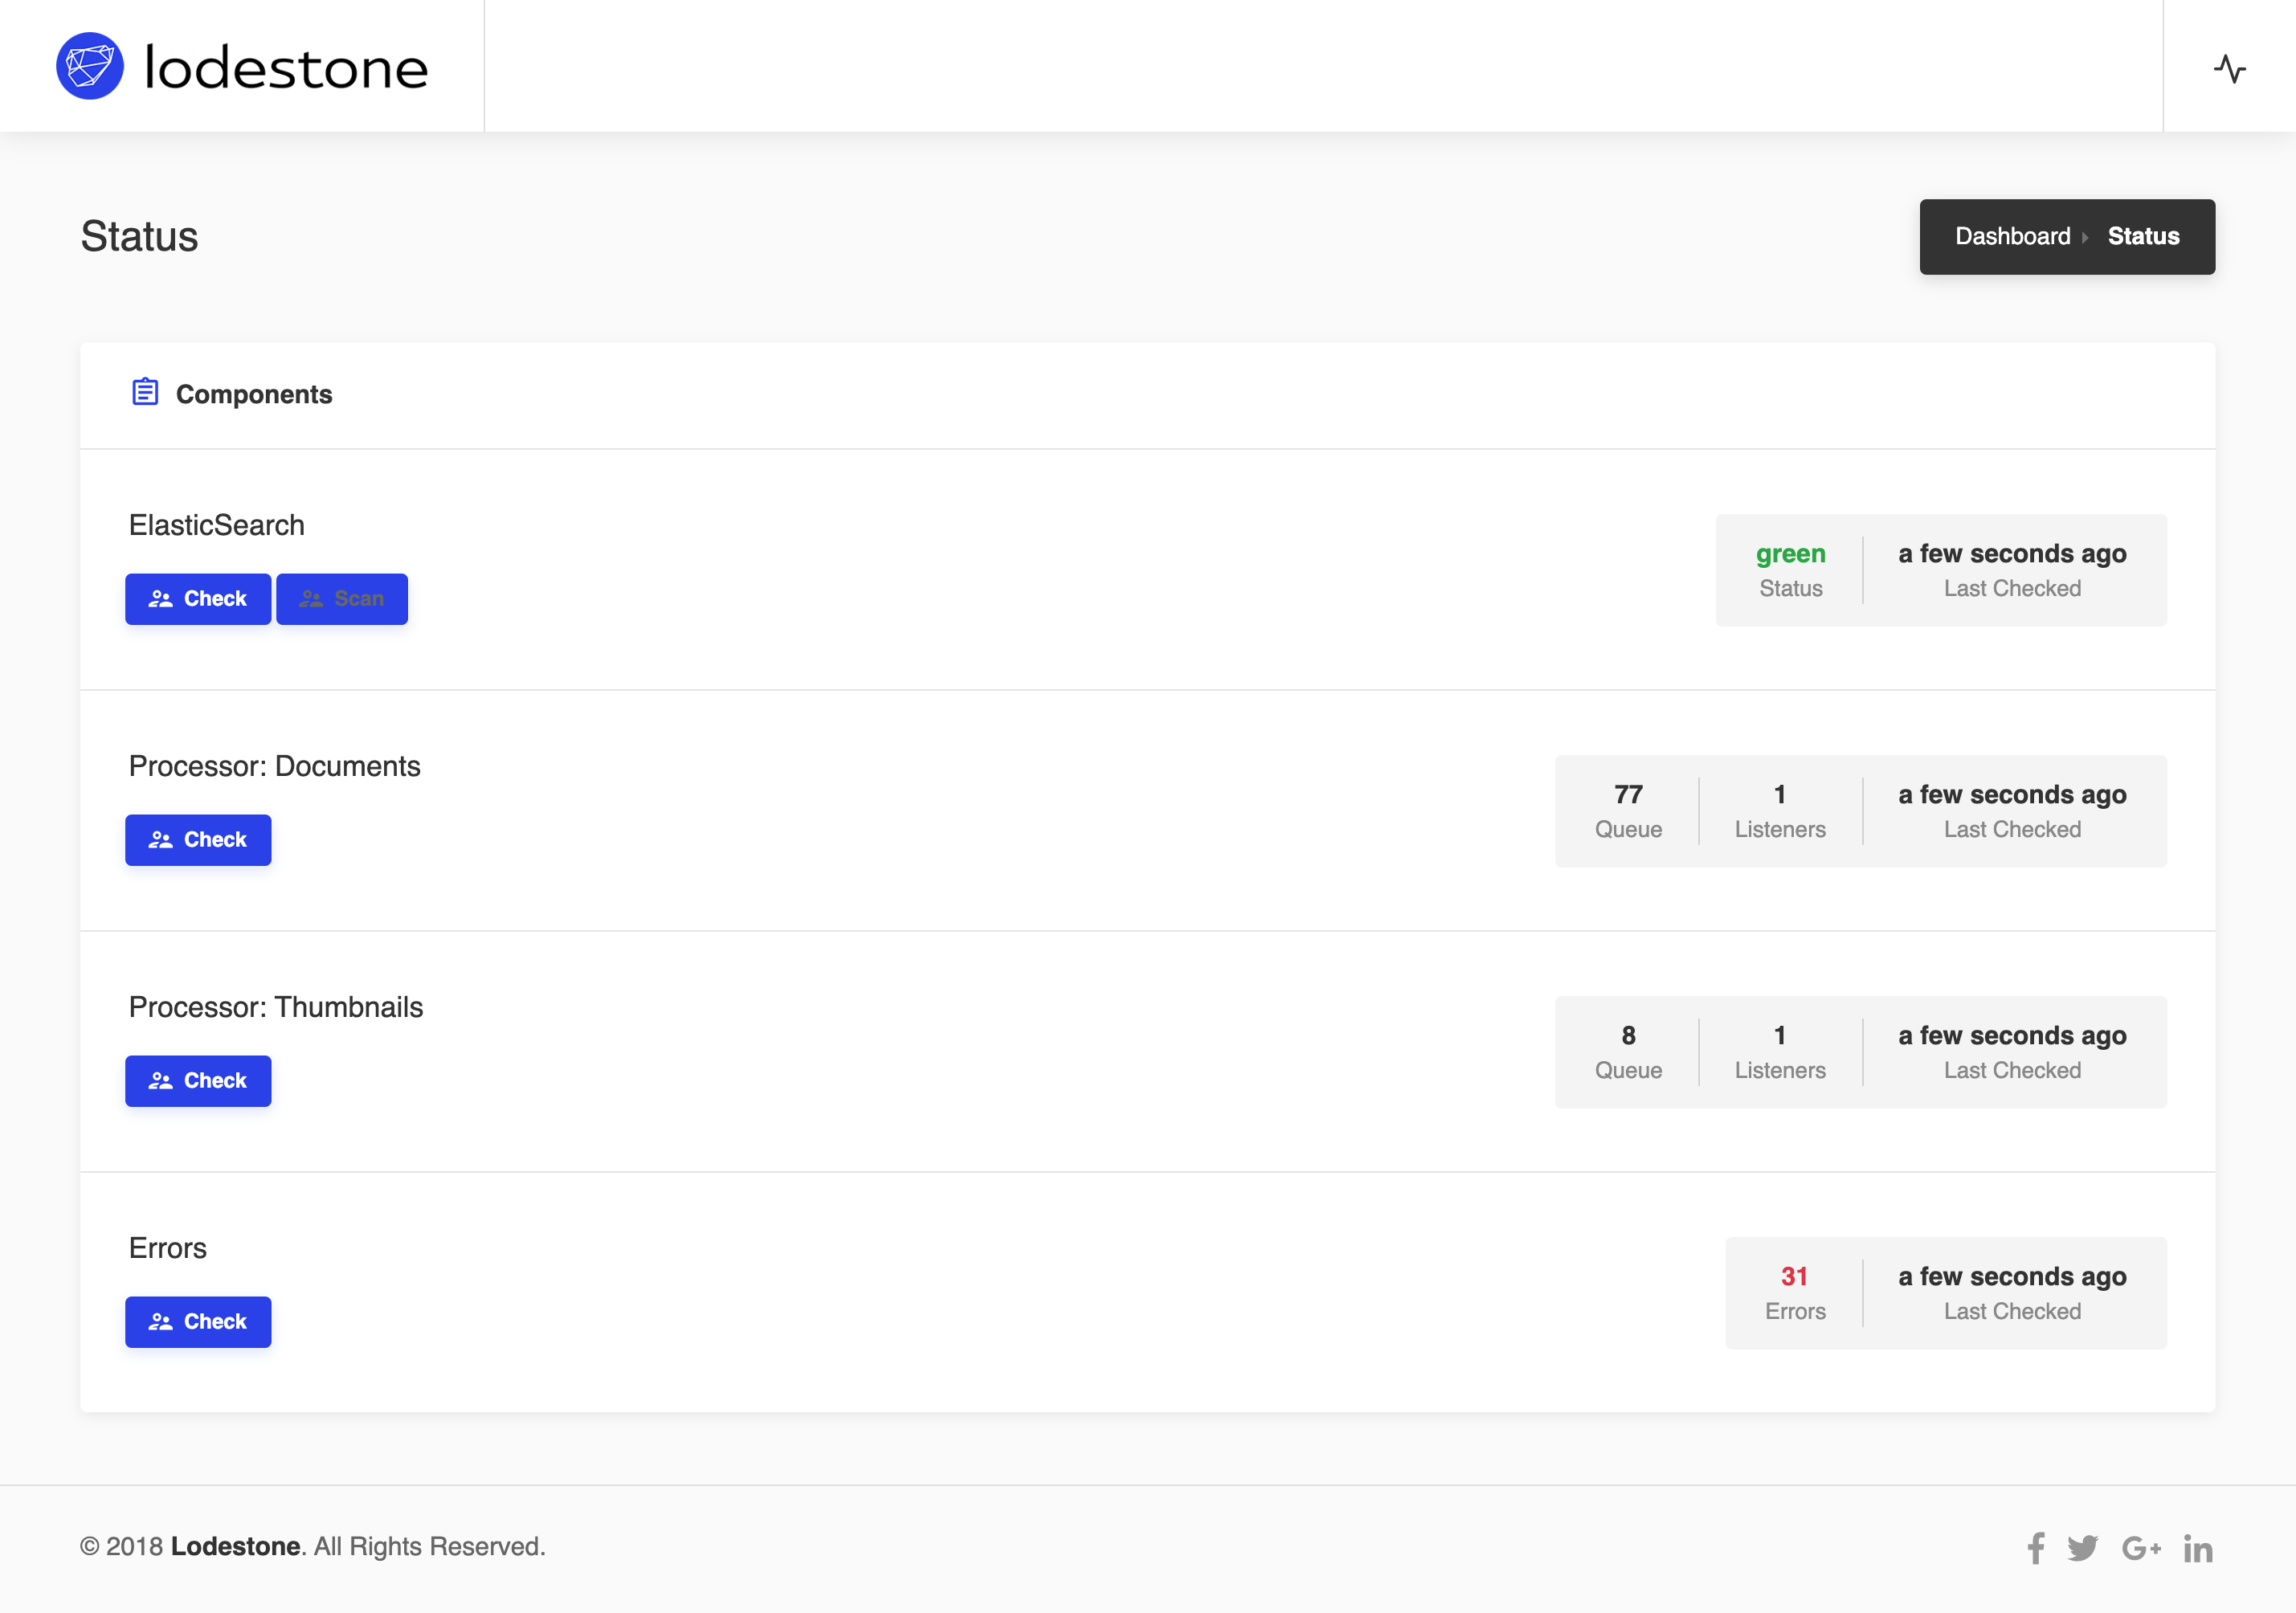 lodestone
Status
Dashboard Status
Components
ElasticSearch
Check Scan
green
Status
a few seconds ago
Last Checked
Processor: Documents
Check
77
Queue
1
Listeners
a few seconds ago
Last Checked
Processor: Thumbnails
Check
8
Queue
1
Listeners
a few seconds ago
Last Checked
Errors
Check
31
Errors
a few seconds ago
Last Checked
© 2018 Lodestone. All Rights Reserved.